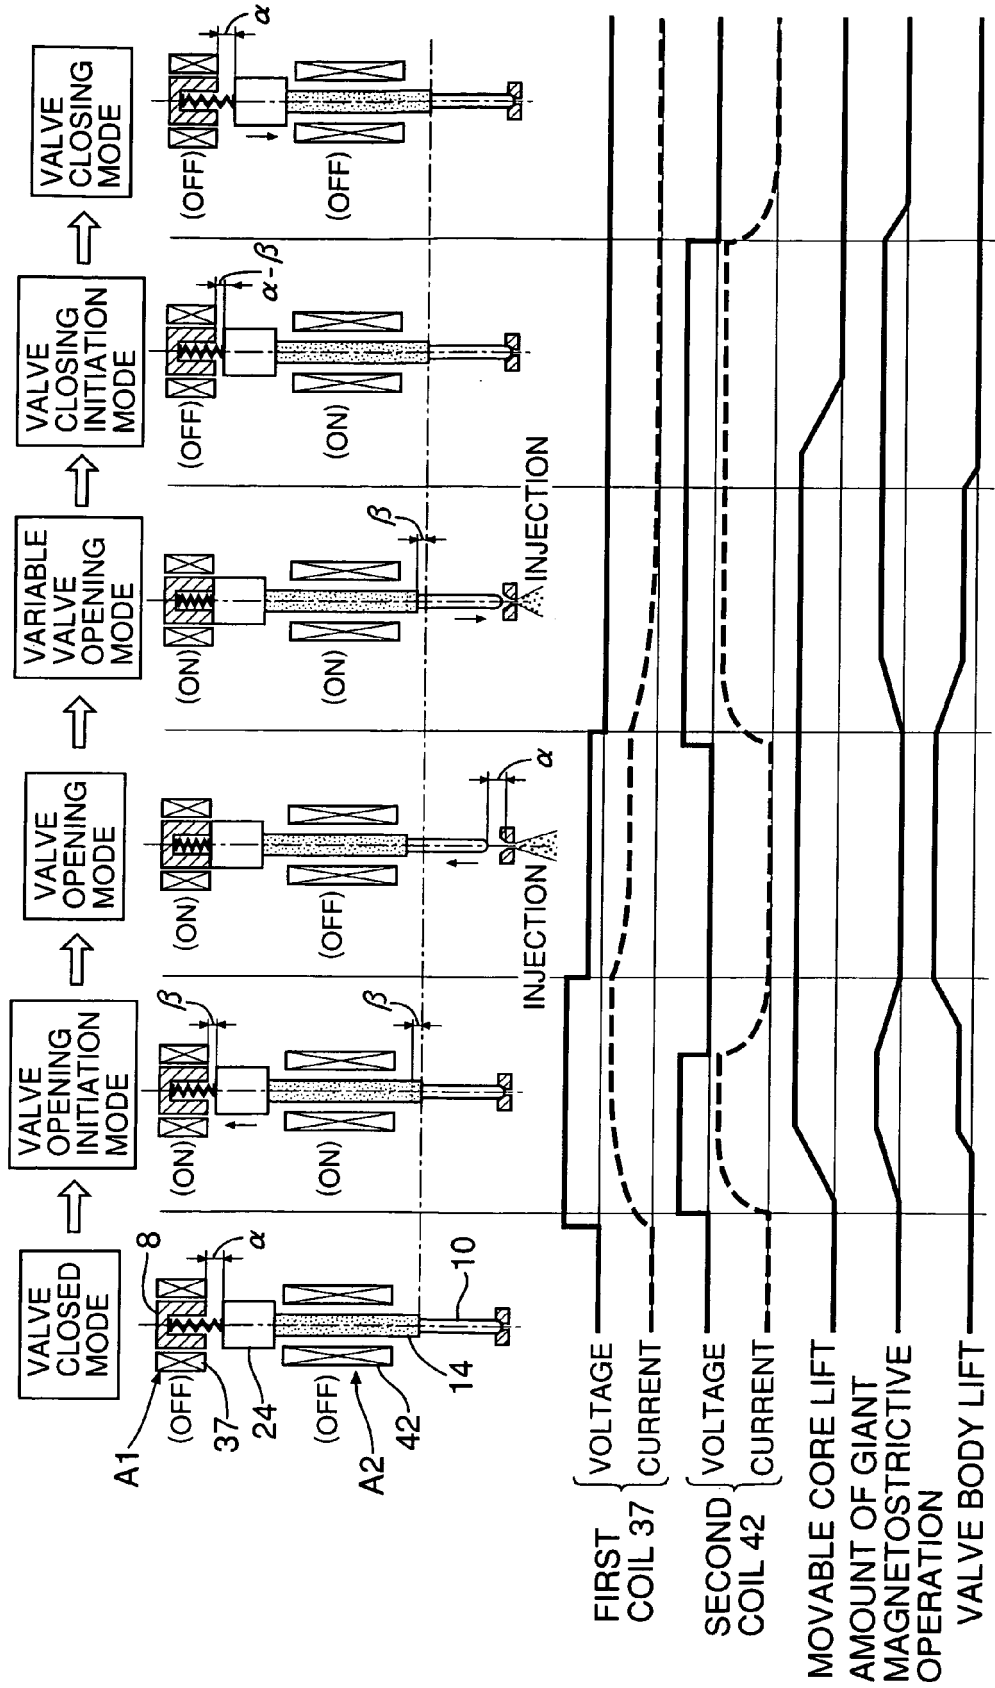 VALVE
CLOSED
MODE
VALVE
OPENING
INITIATION
MODE
VALVE
OPENING
MODE
VARIABLE
VALVE
OPENING
MODE
VALVE
CLOSING
INITIATION
MODE
VALVE
CLOSING
MODE
A1
8
α
(OFF)
37
24
(OFF)
A2
42
14
10
β
(ON)
(ON)
β
(ON)
(OFF)
α
INJECTION
(ON)
(ON)
β
INJECTION
α-β
(OFF)
(ON)
α
(OFF)
(OFF)
FIRST
COIL 37
VOLTAGE
CURRENT
SECOND
COIL 42
VOLTAGE
CURRENT
MOVABLE CORE LIFT
AMOUNT OF GIANT
MAGNETOSTRICTIVE
OPERATION
VALVE BODY LIFT